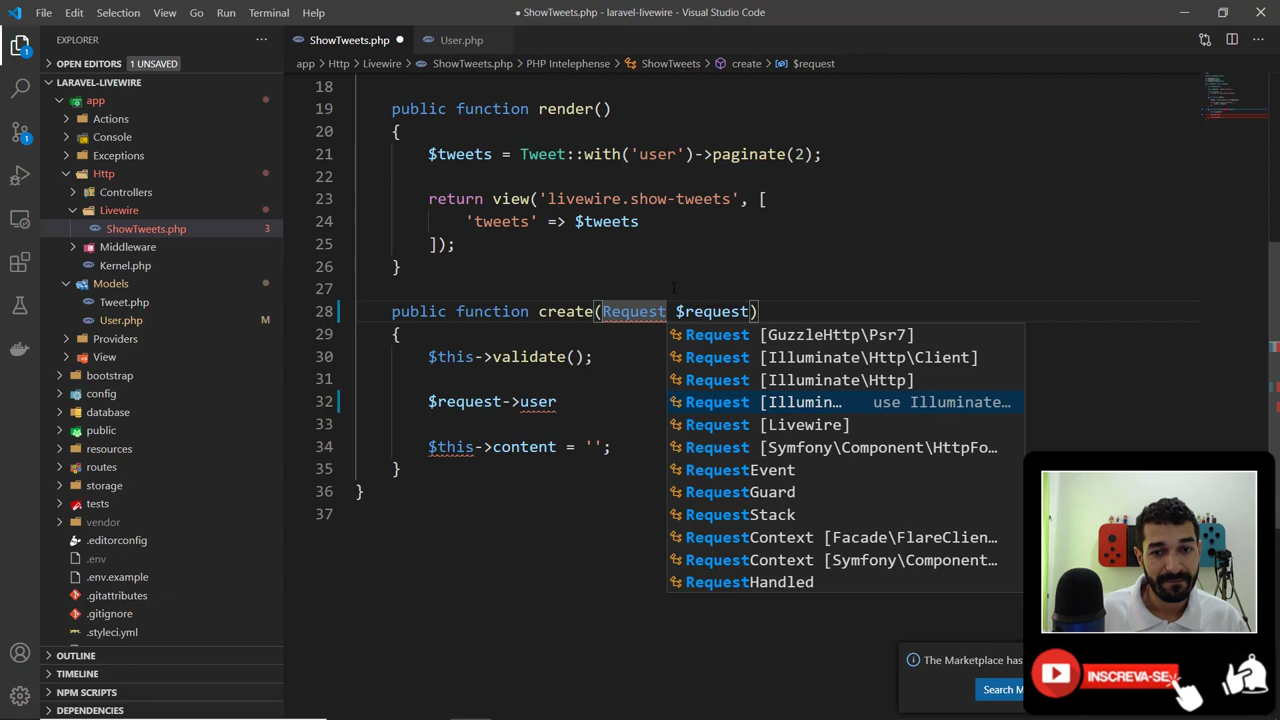 File Edit Selection View Go Run Terminal Help
● ShowTweets.php - laravel-livewire - Visual Studio Code
EXPLORER
ShowTweets.php
User.php
OPEN EDITORS 1 UNSAVED
app > Http > Livewire > ShowTweets.php > PHP Intelephense > ShowTweets > create > $request
LARAVEL-LIVEWIRE
app
Actions
Console
Exceptions
Http
Controllers
Livewire
ShowTweets.php 3
Middleware
Kernel.php
Models
Tweet.php
User.php M
Providers
View
bootstrap
config
database
public
resources
routes
storage
tests
vendor
.editorconfig
.env
.env.example
.gitattributes
.gitignore
.styleci.yml
OUTLINE
TIMELINE
NPM SCRIPTS
DEPENDENCIES
1
1
18
19 public function render()
20 {
21 $tweets = Tweet::with('user')->paginate(2);
22
23 return view('livewire.show-tweets', [
24 'tweets' => $tweets
25 ]);
26 }
27
28 public function create(Request $request)
29 {
30 $this->validate();
31
32 $request->user
33
34 $this->content = '';
35 }
36 }
37
Request [GuzzleHttp\Psr7]
Request [Illuminate\Http\Client]
Request [Illuminate\Http]
Request [Illumin… use Illuminate…
Request [Livewire]
Request [Symfony\Component\HttpFo…
RequestEvent
RequestGuard
RequestStack
RequestContext [Facade\FlareClien…
RequestContext [Symfony\Component…
RequestHandled
The Marketplace has
Search M
INSCREVA-SE